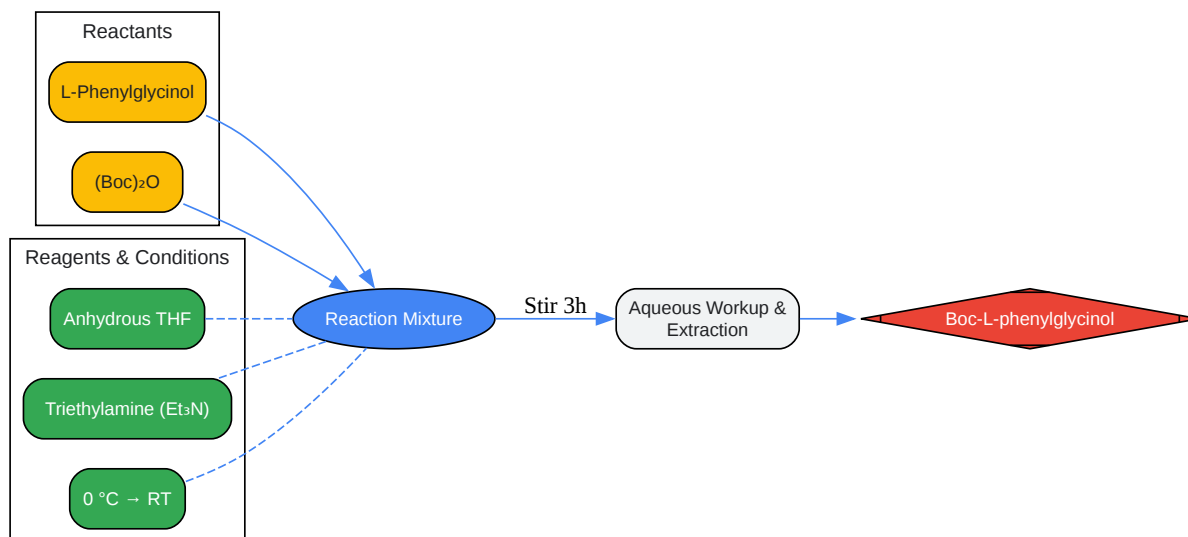 Reactants
L-Phenylglycinol
(Boc)₂O
Reagents & Conditions
Anhydrous THF
Triethylamine (Et₃N)
0 °C → RT
Reaction Mixture
Stir 3h
Aqueous Workup &
Extraction
Boc-L-phenylglycinol